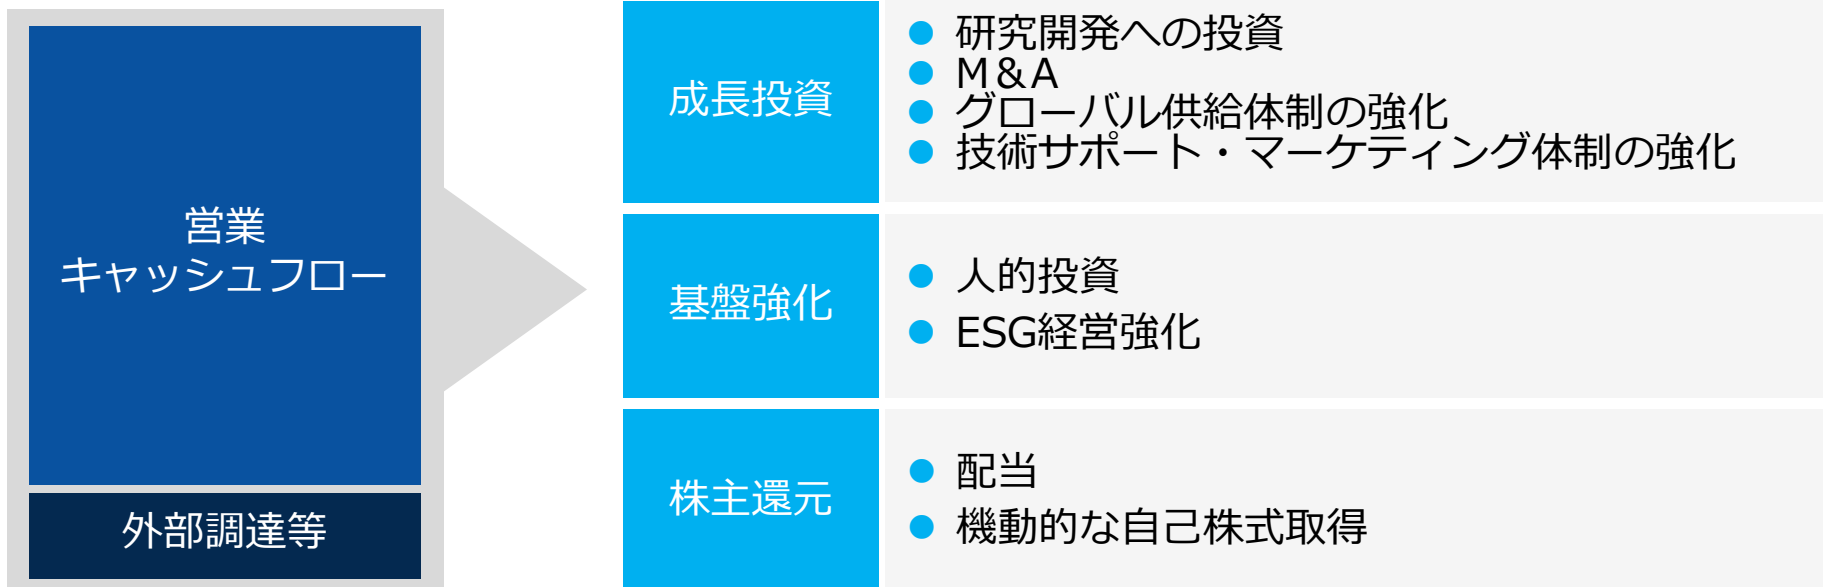 営業
キャッシュフロー
外部調達等
成長投資
● 研究開発への投資
● Ｍ＆Ａ
● グローバル供給体制の強化
● 技術サポート・マーケティング体制の強化
基盤強化
● 人的投資
● ESG経営強化
株主還元
● 配当
● 機動的な自己株式取得